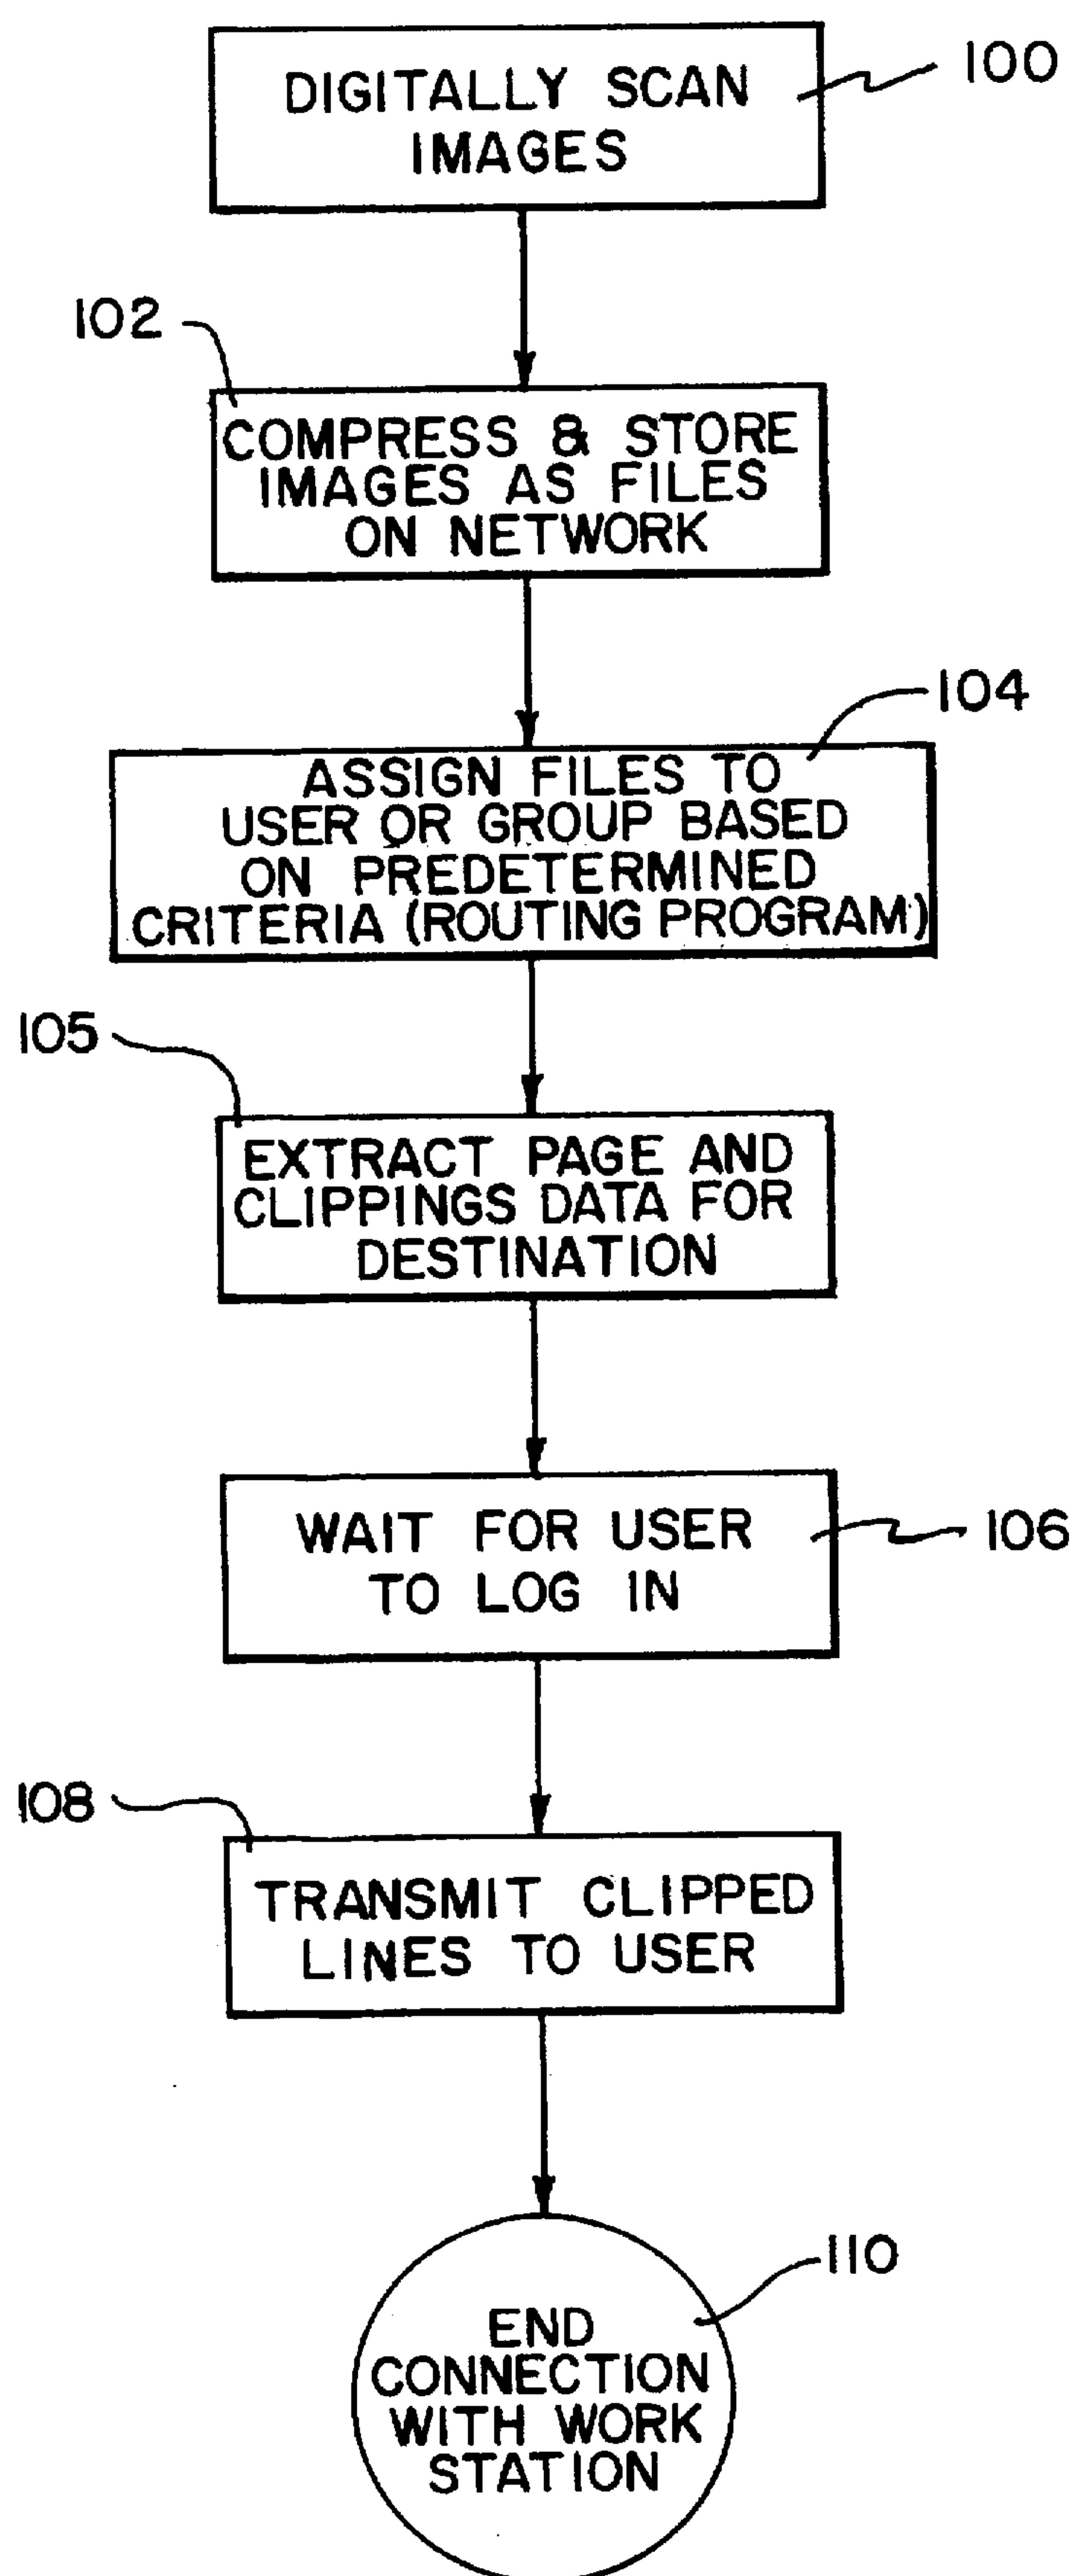 DIGITALLY SCAN
IMAGES
100
102
COMPRESS & STORE
IMAGES AS FILES
ON NETWORK
104
ASSIGN FILES TO
USER OR GROUP BASED
ON PREDETERMINED
CRITERIA (ROUTING PROGRAM)
105
EXTRACT PAGE AND
CLIPPINGS DATA FOR
DESTINATION
WAIT FOR USER
TO LOG IN
106
108
TRANSMIT CLIPPED
LINES TO USER
110
END
CONNECTION
WITH WORK
STATION